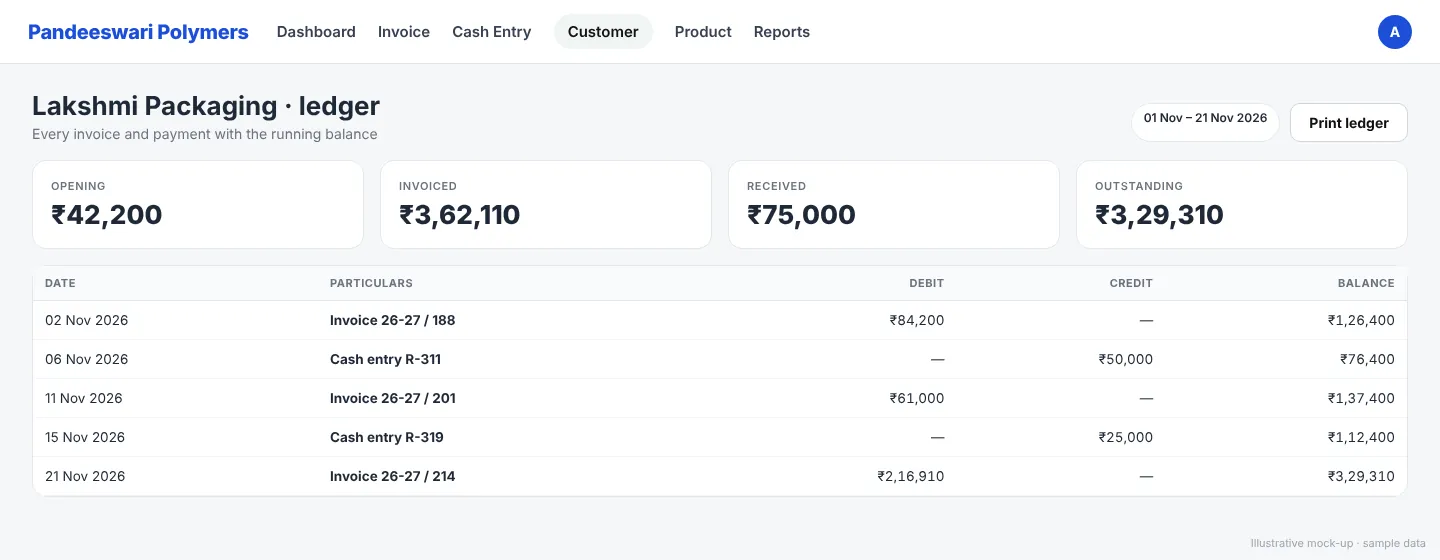 Pandeeswari Polymers Dashboard Invoice Cash Entry Customer Product Reports A
Lakshmi Packaging · ledger
Every invoice and payment with the running balance
01 Nov – 21 Nov 2026 Print ledger
OPENING INVOICED RECEIVED OUTSTANDING
₹42,200 ₹3,62,110 ₹75,000 ₹3,29,310
DATE PARTICULARS DEBIT CREDIT BALANCE
02 Nov 2026 Invoice 26-27 / 188 ₹84,200 — ₹1,26,400
06 Nov 2026 Cash entry R-311 — ₹50,000 ₹76,400
11 Nov 2026 Invoice 26-27 / 201 ₹61,000 — ₹1,37,400
15 Nov 2026 Cash entry R-319 — ₹25,000 ₹1,12,400
21 Nov 2026 Invoice 26-27 / 214 ₹2,16,910 — ₹3,29,310
Illustrative mock-up · sample data